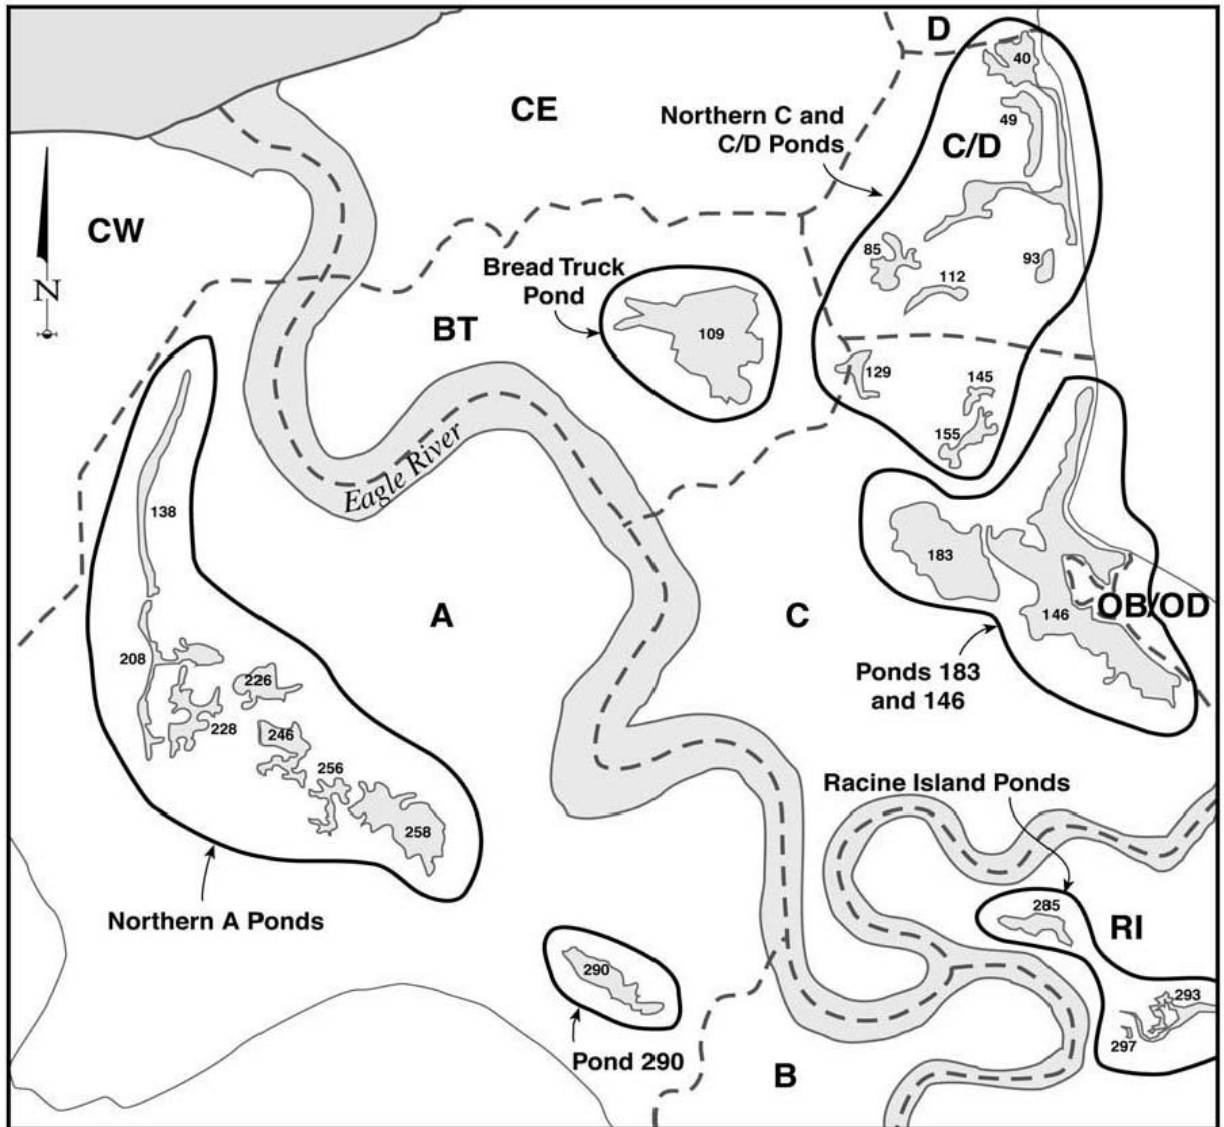 D
40
CE
Northern C and
C/D Ponds
49
C/D
CW
N
85
93
112
Bread Truck
Pond
BT
109
129
145
155
Eagle River
138
183
146
OB/OD
A
C
208
226
228
246
256
258
Ponds 183
and 146
Racine Island Ponds
285
RI
Northern A Ponds
290
293
297
Pond 290
B